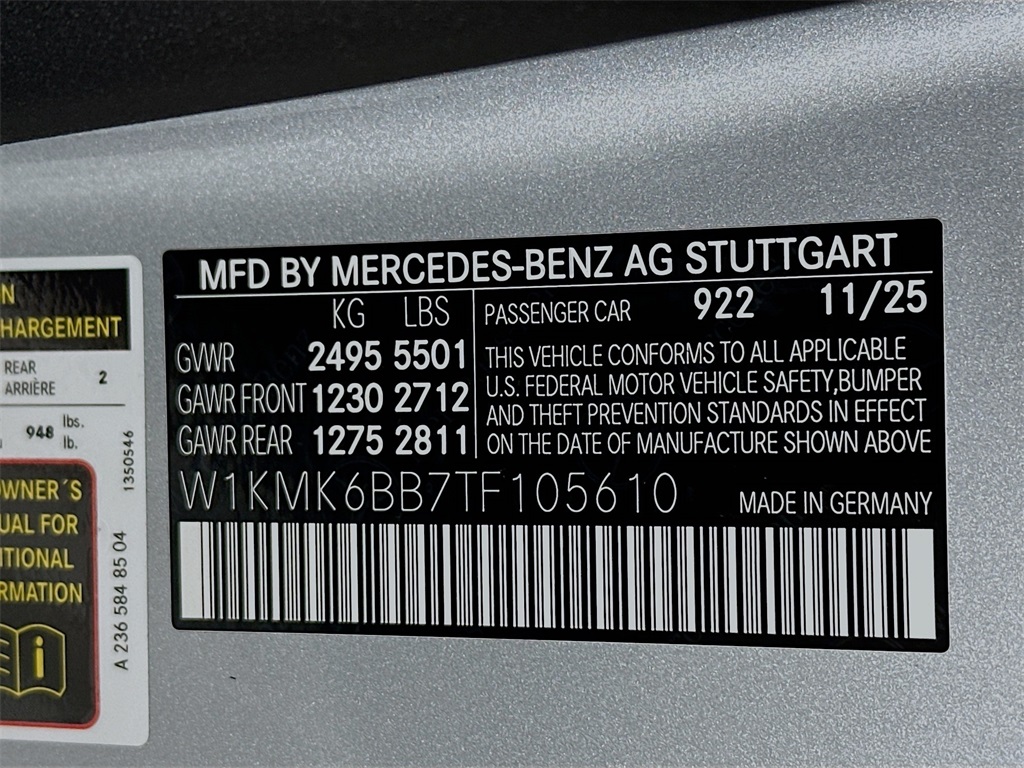 MFD BY MERCEDES-BENZ AG STUTTGART
KG LBS
GVWR 2495 5501
GAWR FRONT 1230 2712
GAWR REAR 1275 2811
PASSENGER CAR 922 11/25
THIS VEHICLE CONFORMS TO ALL APPLICABLE
U.S. FEDERAL MOTOR VEHICLE SAFETY,BUMPER
AND THEFT PREVENTION STANDARDS IN EFFECT
ON THE DATE OF MANUFACTURE SHOWN ABOVE
W1KMK6BB7TF105610
MADE IN GERMANY
N
HARGEMENT
REAR
ARRIÈRE 2
948 lbs.
lb.
OWNER´S
UAL FOR
ITIONAL
RMATION
1350546
A 236 584 85 04